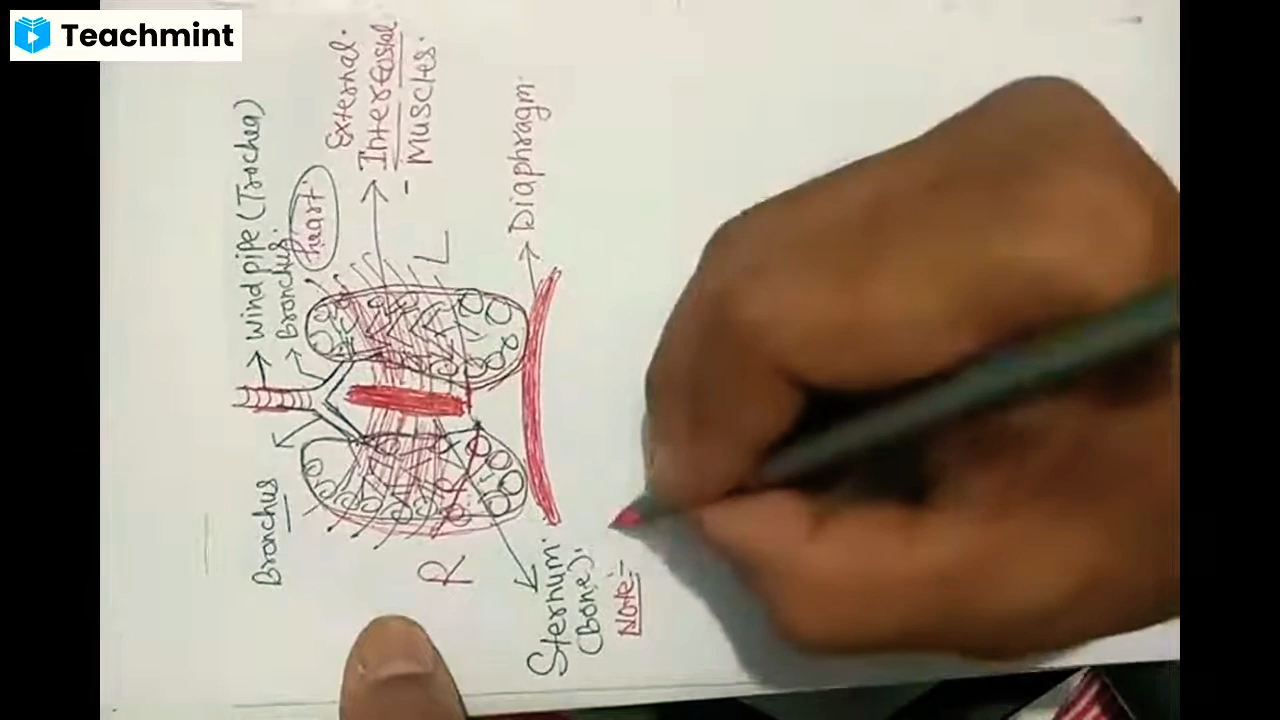 Teachmint
Wind pipe (Trachea)
Bronchus.
heart.
External.
Intercostal
- Muscles.
Diaphragm.
L
Bronchus
R
Sternum.
(Bone).
Note:-